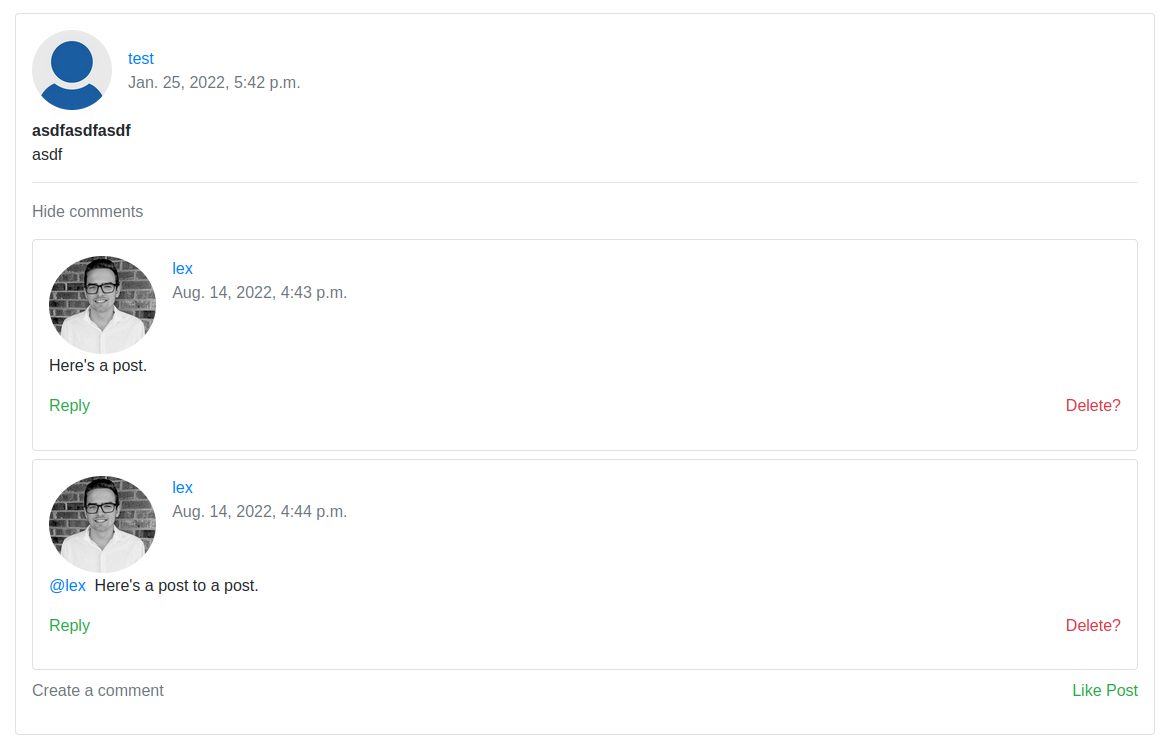 test
Jan. 25, 2022, 5:42 p.m.
asdfasdfasdf
asdf
Hide comments
lex
Aug. 14, 2022, 4:43 p.m.
Here's a post.
Reply
Delete?
lex
Aug. 14, 2022, 4:44 p.m.
@lex Here's a post to a post.
Reply
Delete?
Create a comment
Like Post